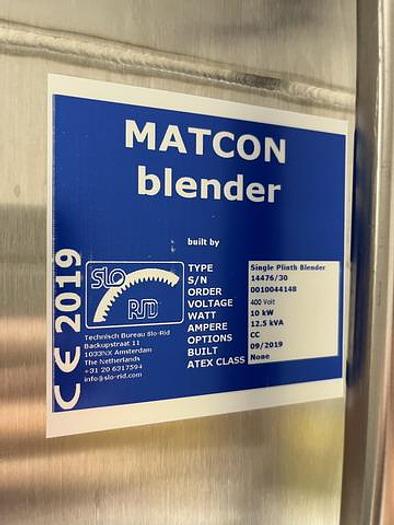 MATCON
blender
built by
TYPE Single Plinth Blender
S/N 14476/30
ORDER 0010044148
VOLTAGE 400 Volt
WATT 10 kW
AMPERE 12.5 kVA
OPTIONS CC
BUILT 09/2019
ATEX CLASS None
SLO
RID
Technisch Bureau Slo-Rid
Backupstraat 11
1033NX Amsterdam
The Netherlands
+31 20 6317594
info@slo-rid.com
CE 2019